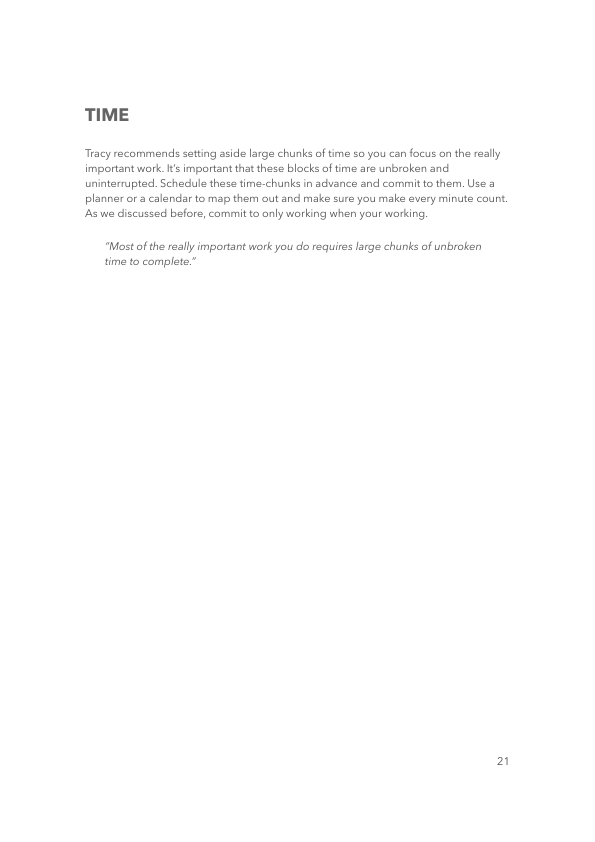 TIME
Tracy recommends setting aside large chunks of time so you can focus on the really
important work. It’s important that these blocks of time are unbroken and
uninterrupted. Schedule these time-chunks in advance and commit to them. Use a
planner or a calendar to map them out and make sure you make every minute count.
As we discussed before, commit to only working when your working.
“Most of the really important work you do requires large chunks of unbroken
time to complete.”
21